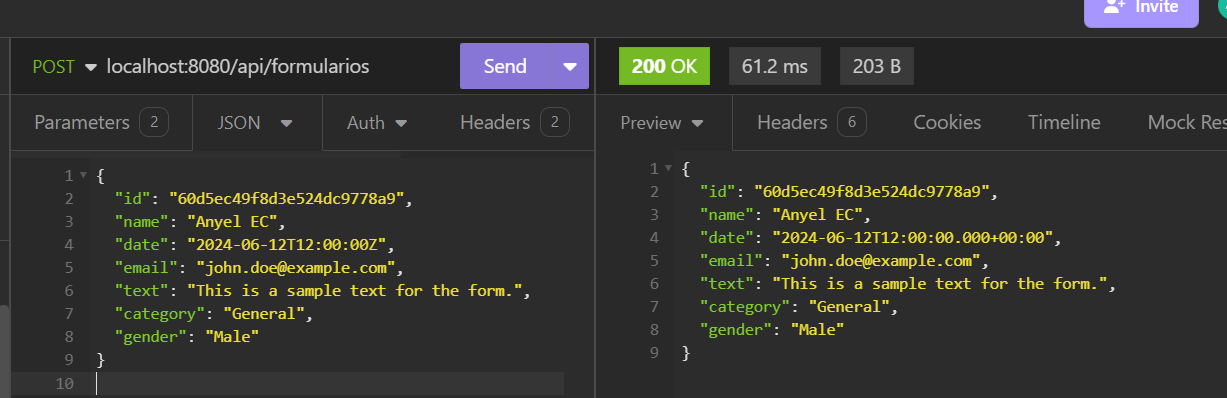 Invite
POST localhost:8080/api/formularios Send
200 OK 61.2 ms 203 B
Parameters 2 JSON Auth Headers 2
Preview Headers 6 Cookies Timeline Mock Res
1 {
2 "id": "60d5ec49f8d3e524dc9778a9",
3 "name": "Anyel EC",
4 "date": "2024-06-12T12:00:00Z",
5 "email": "john.doe@example.com",
6 "text": "This is a sample text for the form.",
7 "category": "General",
8 "gender": "Male"
9 }
10
1 {
2 "id": "60d5ec49f8d3e524dc9778a9",
3 "name": "Anyel EC",
4 "date": "2024-06-12T12:00:00.000+00:00",
5 "email": "john.doe@example.com",
6 "text": "This is a sample text for the form.",
7 "category": "General",
8 "gender": "Male"
9 }